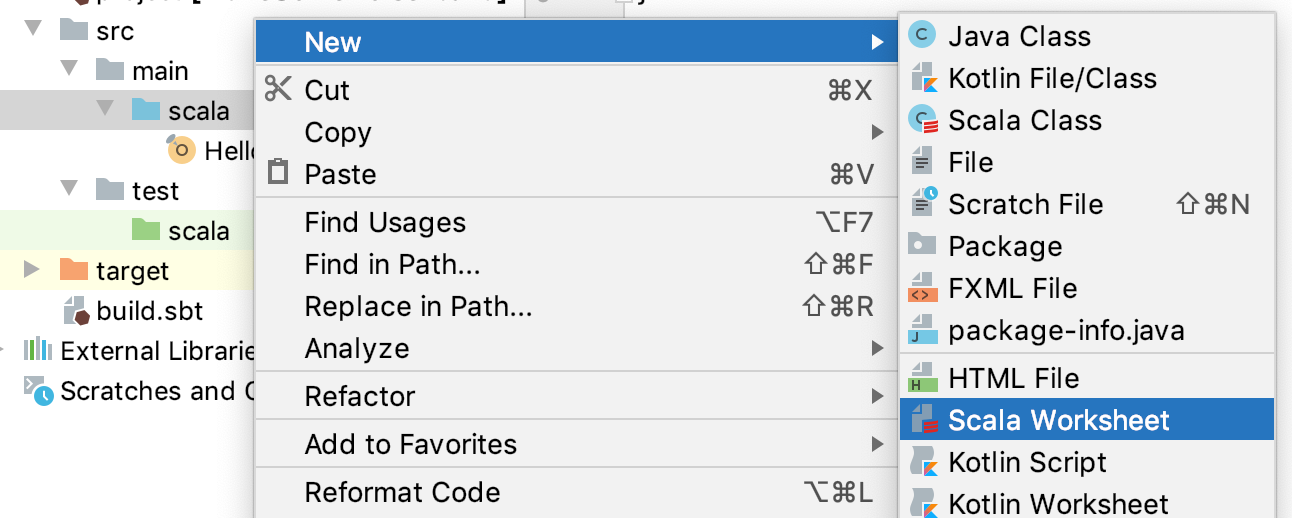 src
main
scala
test
scala
target
build.sbt
External
Scratches and
New
Cut ⌘X
Copy
Paste ⌘V
Find Usages ⌥F7
Find in Path... ⇧⌘F
Replace in Path... ⇧⌘R
Analyze
Refactor
Add to Favorites
Reformat Code ⌥⌘L
Java Class
Kotlin File/Class
Scala Class
File
Scratch File ⇧⌘N
Package
FXML File
package-info.java
HTML File
Scala Worksheet
Kotlin Script
Kotlin Worksheet